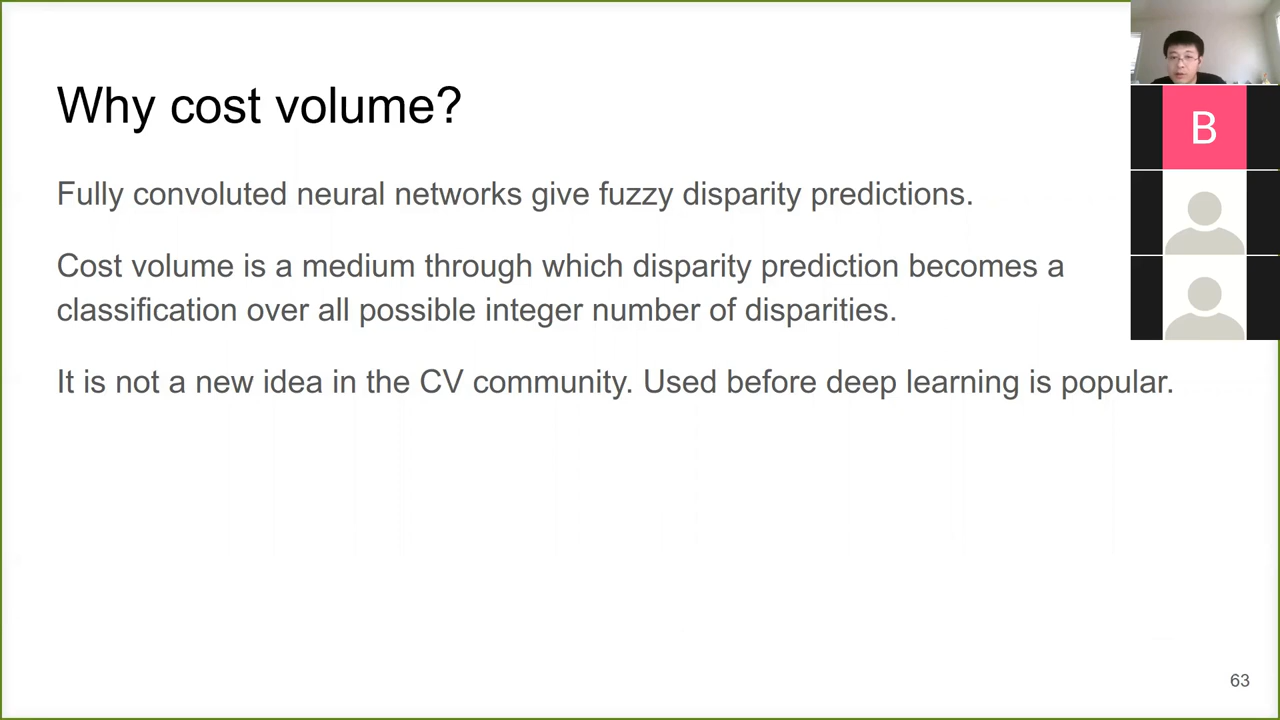 Why cost volume?
Fully convoluted neural networks give fuzzy disparity predictions.
Cost volume is a medium through which disparity prediction becomes a
classification over all possible integer number of disparities.
It is not a new idea in the CV community. Used before deep learning is popular.
B
63